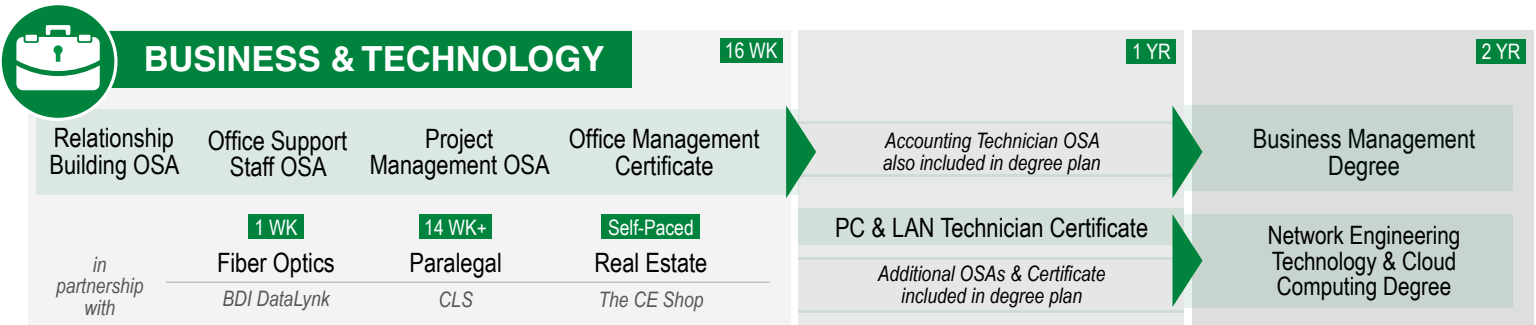 BUSINESS & TECHNOLOGY
16 WK
1 YR
2 YR
Relationship
Building OSA
Office Support
Staff OSA
Project
Management OSA
Office Management
Certificate
Accounting Technician OSA
also included in degree plan
Business Management
Degree
in
partnership
with
1 WK
Fiber Optics
BDI DataLynk
14 WK+
Paralegal
CLS
Self-Paced
Real Estate
The CE Shop
PC & LAN Technician Certificate
Additional OSAs & Certificate
included in degree plan
Network Engineering
Technology & Cloud
Computing Degree